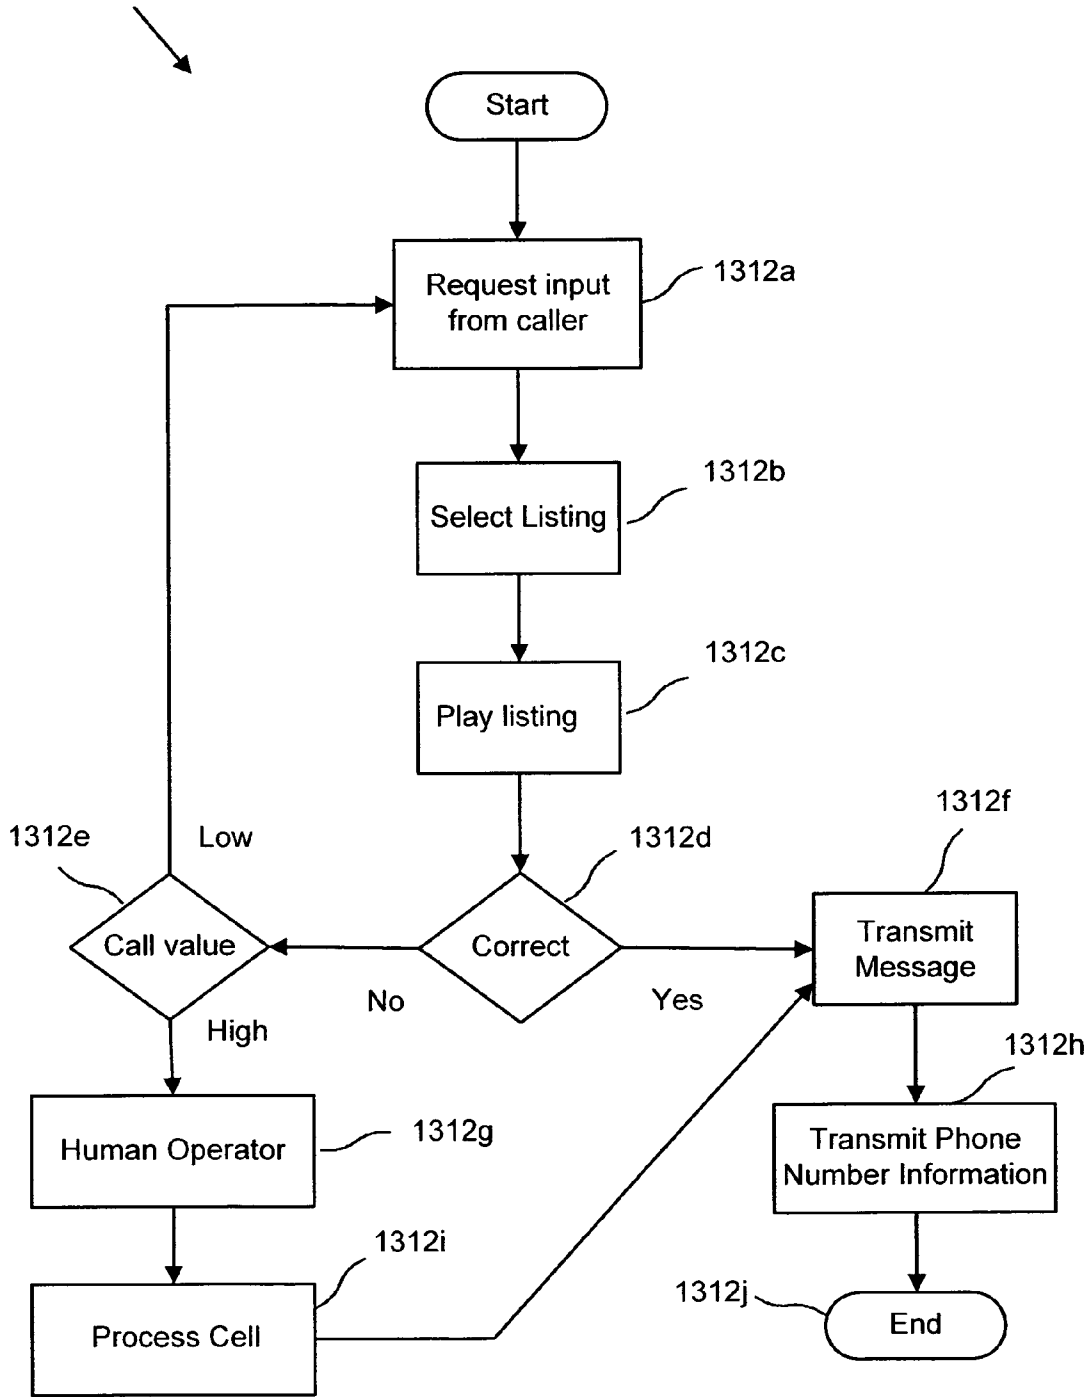 Start
Request input
from caller
1312a
Select Listing
1312b
Play listing
1312c
Correct
1312d
Call value
1312e
Low
No
Yes
High
Transmit
Message
1312f
Human Operator
1312g
Transmit Phone
Number Information
1312h
Process Cell
1312i
End
1312j